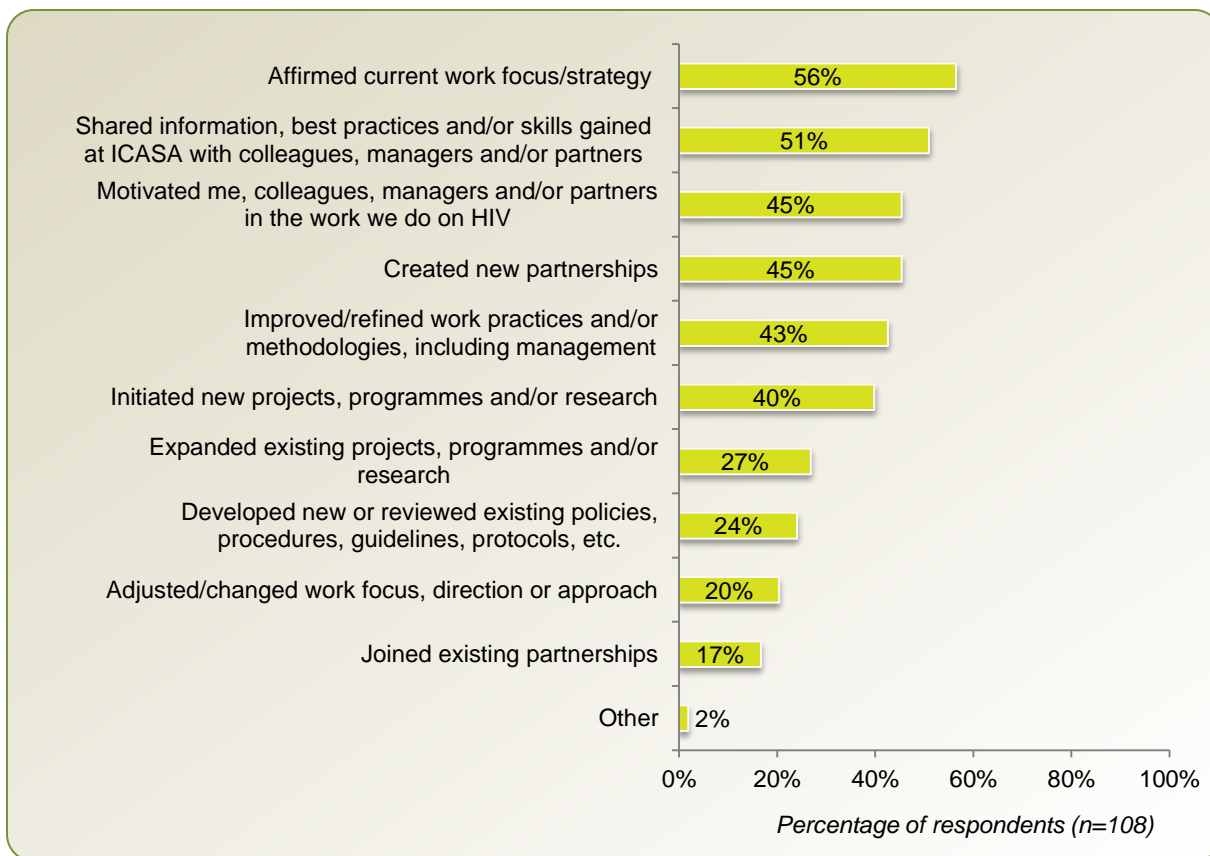 Affirmed current work focus/strategy
56%
Shared information, best practices and/or skills gained
at ICASA with colleagues, managers and/or partners
51%
Motivated me, colleagues, managers and/or partners
in the work we do on HIV
45%
Created new partnerships
45%
Improved/refined work practices and/or
methodologies, including management
43%
Initiated new projects, programmes and/or research
40%
Expanded existing projects, programmes and/or
research
27%
Developed new or reviewed existing policies,
procedures, guidelines, protocols, etc.
24%
Adjusted/changed work focus, direction or approach
20%
Joined existing partnerships
17%
Other
2%
0% 20% 40% 60% 80% 100%
Percentage of respondents (n=108)